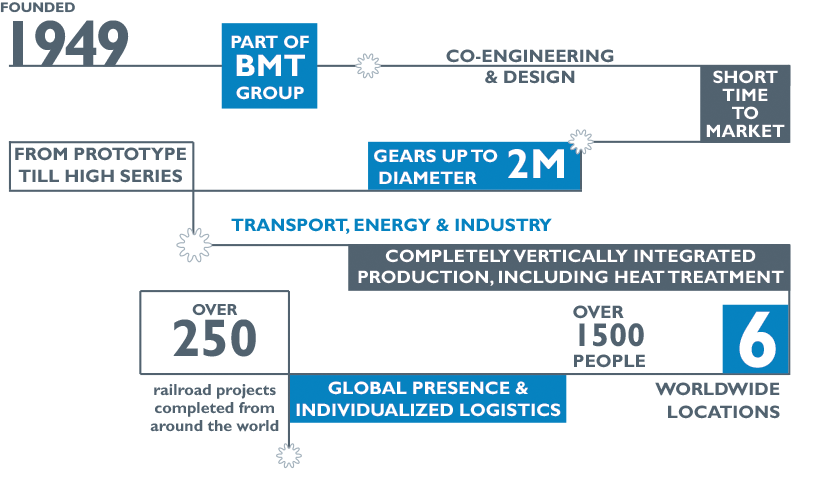 FOUNDED
1949
PART OF
BMT
GROUP
CO-ENGINEERING
& DESIGN
SHORT
TIME
TO
MARKET
FROM PROTOTYPE
TILL HIGH SERIES
GEARS UP TO
DIAMETER
2M
TRANSPORT, ENERGY & INDUSTRY
COMPLETELY VERTICALLY INTEGRATED
PRODUCTION, INCLUDING HEAT TREATMENT
OVER
250
railroad projects
completed from
around the world
GLOBAL PRESENCE &
INDIVIDUALIZED LOGISTICS
OVER
1500
PEOPLE
6
WORLDWIDE
LOCATIONS